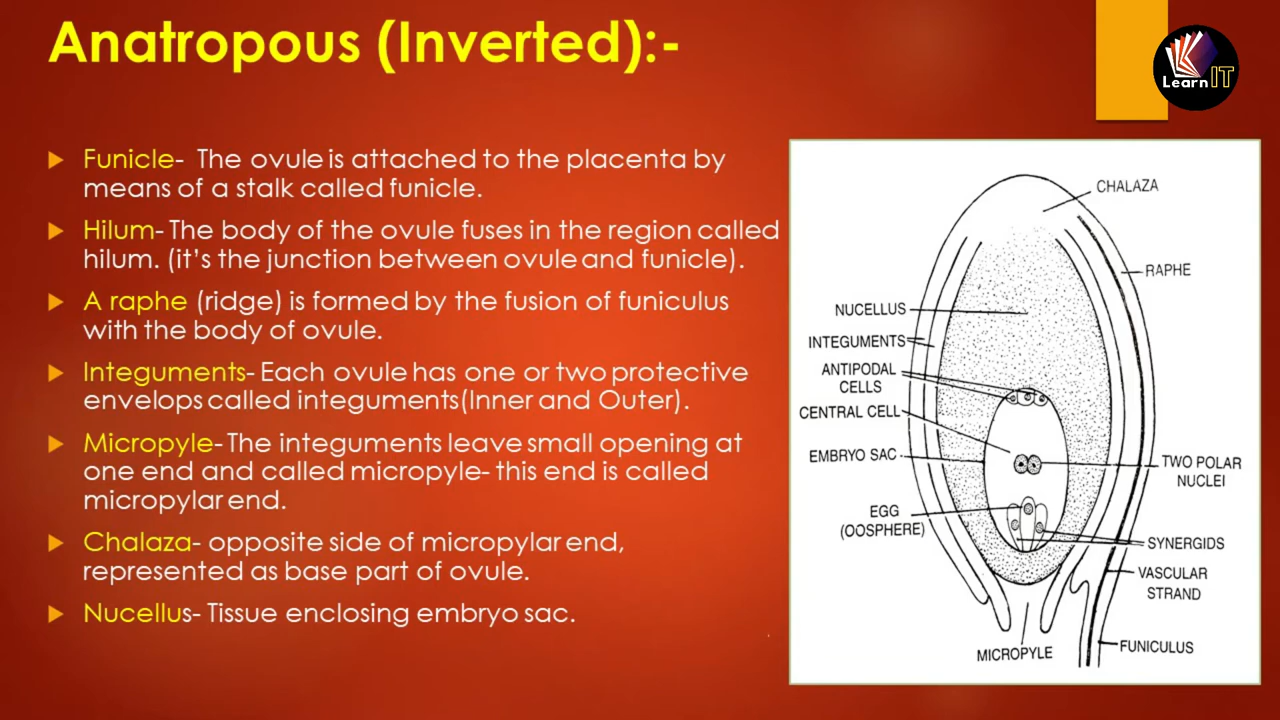 Anatropous (Inverted):-
Learn IT
Funicle- The ovule is attached to the placenta by
means of a stalk called funicle.
Hilum- The body of the ovule fuses in the region called
hilum. (it's the junction between ovule and funicle).
A raphe (ridge) is formed by the fusion of funiculus
with the body of ovule.
Integuments- Each ovule has one or two protective
envelops called integuments(Inner and Outer).
Micropyle- The integuments leave small opening at
one end and called micropyle- this end is called
micropylar end.
Chalaza- opposite side of micropylar end,
represented as base part of ovule.
Nucellus- Tissue enclosing embryo sac.
CHALAZA
RAPHE
NUCELLUS
INTEGUMENTS
ANTIPODAL
CELLS
CENTRAL CELL
EMBRYO SAC
TWO POLAR
NUCLEI
EGG
(OOSPHERE)
SYNERGIDS
VASCULAR
STRAND
FUNICULUS
MICROPYLE